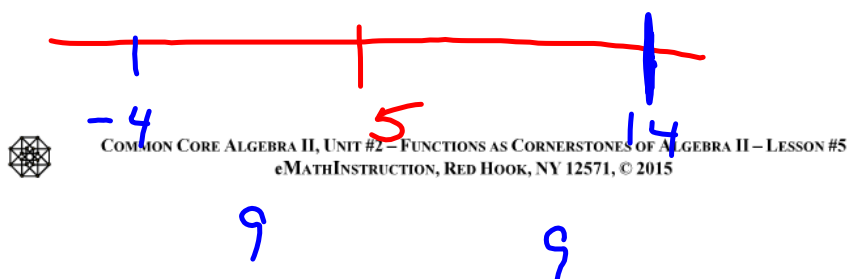 -4 5 14
COMMON CORE ALGEBRA II, UNIT #2 – FUNCTIONS AS CORNERSTONES OF ALGEBRA II – LESSON #5
eMATHINSTRUCTION, RED HOOK, NY 12571, © 2015
9 9